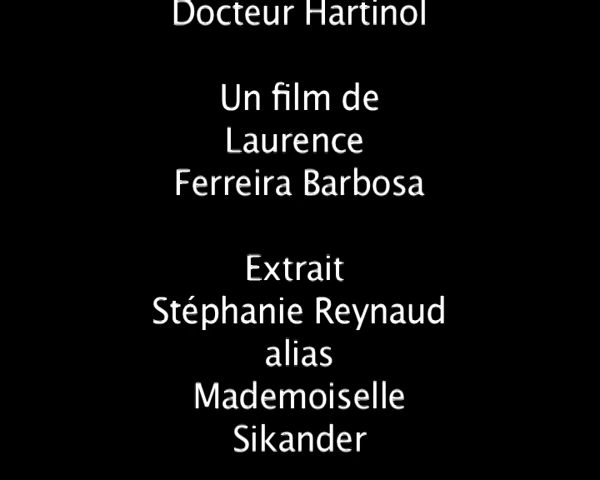 Docteur Hartinol
Un film de
Laurence
Ferreira Barbosa
Extrait
Stéphanie Reynaud
alias
Mademoiselle
Sikander